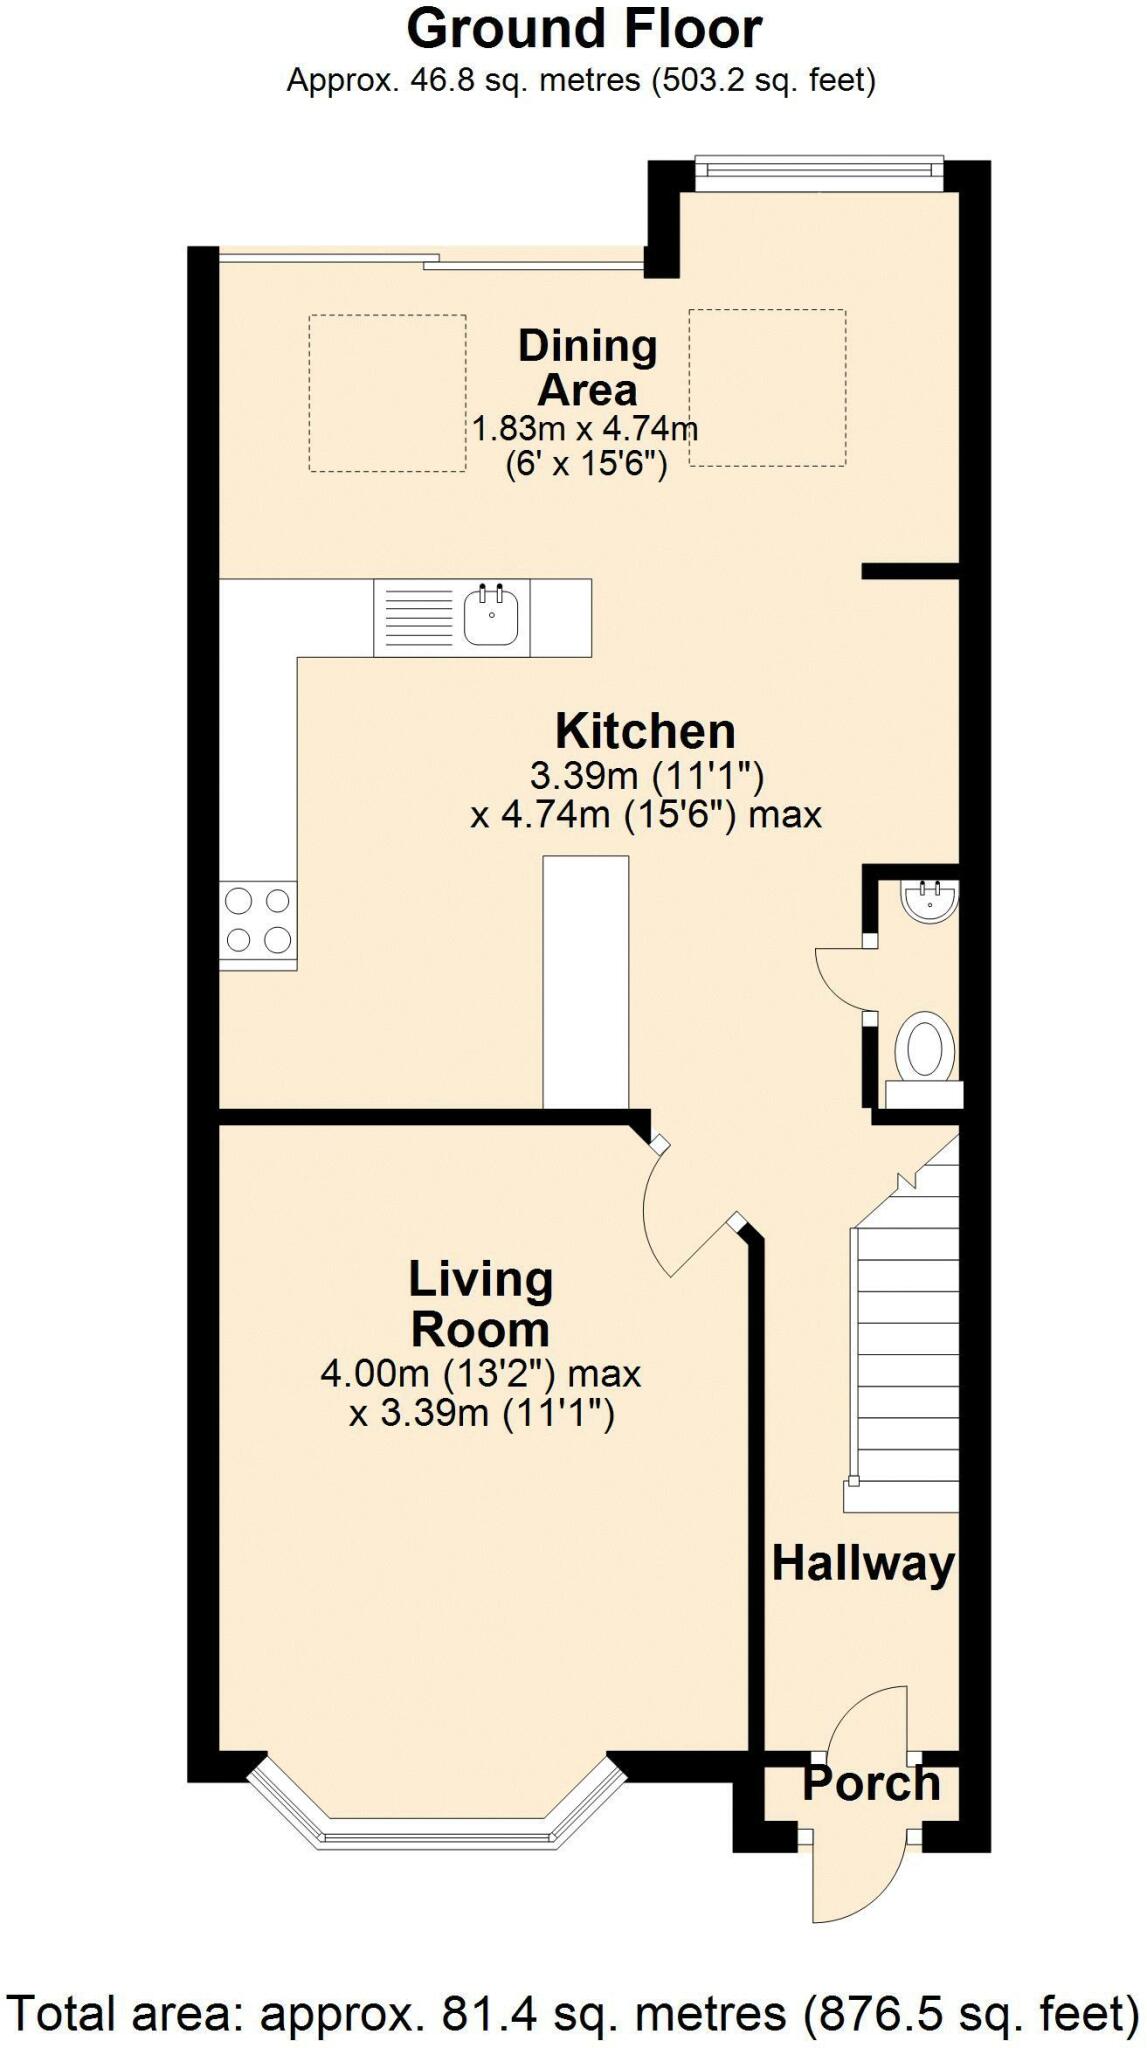 Ground Floor
Approx. 46.8 sq. metres (503.2 sq. feet)
Dining
Area
1.83m x 4.74m
(6' x 15'6")
Kitchen
3.39m (11'1")
x 4.74m (15'6") max
Living
Room
4.00m (13'2") max
x 3.39m (11'1")
Hallway
Porch
Total area: approx. 81.4 sq. metres (876.5 sq. feet)